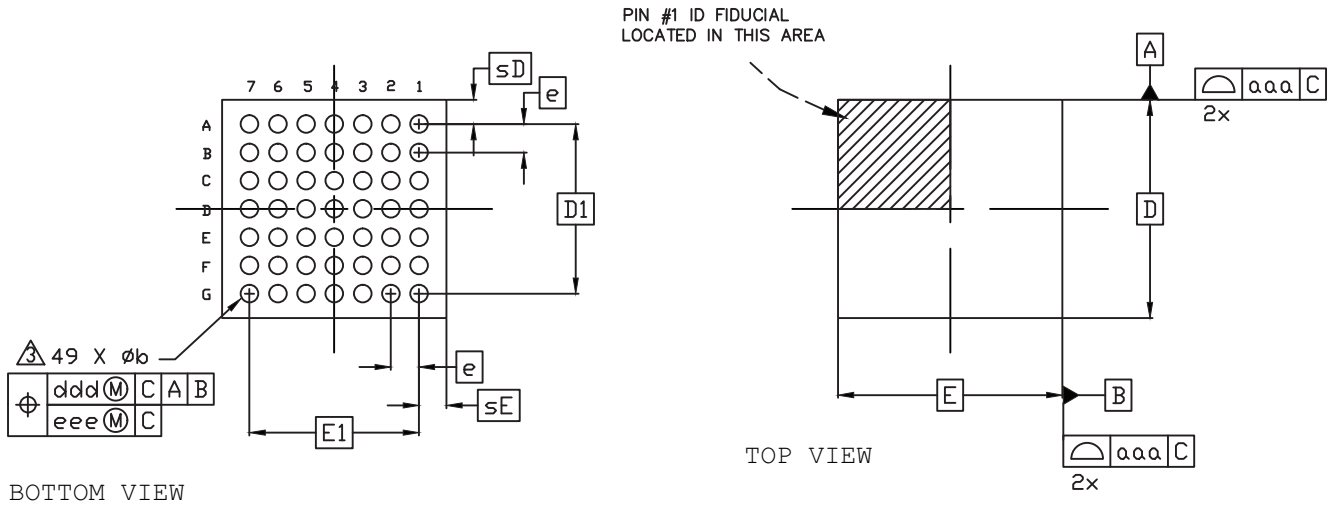 PIN #1 ID FIDUCIAL
LOCATED IN THIS AREA
sD
e
7 6 5 4 3 2 1
A
B
C
D
E
F
G
D1
3 49 X Øb
ddd Ⓜ C A B
eee Ⓜ C
e
sE
E1
BOTTOM VIEW
A
aaa C
2x
D
E
B
aaa C
2x
TOP VIEW